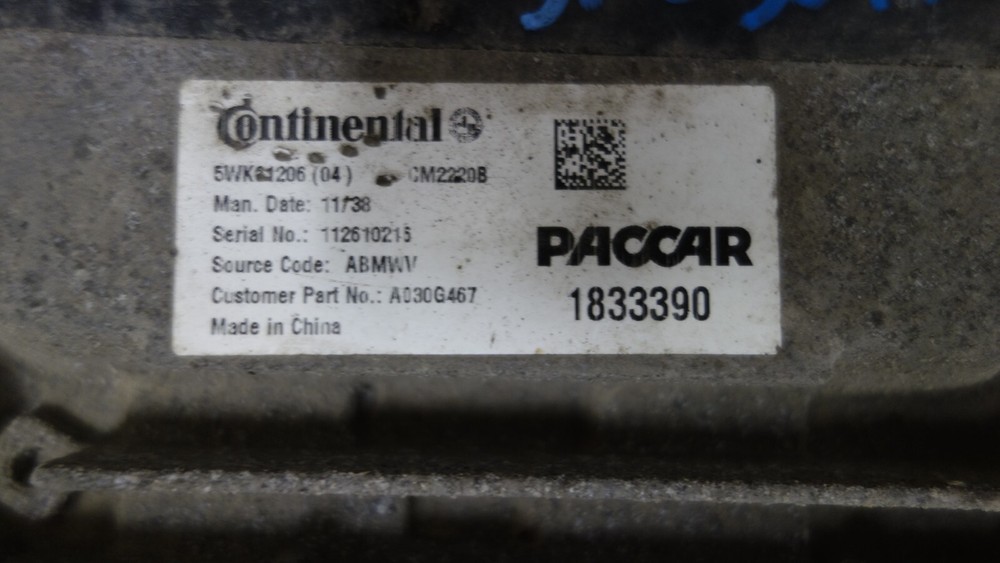 Continental
5WK91206 (04) CM2220B
Man. Date: 11/38
Serial No.: 112610215
Source Code: ABMWV
Customer Part No.: A030G467
Made in China
PACCAR
1833390